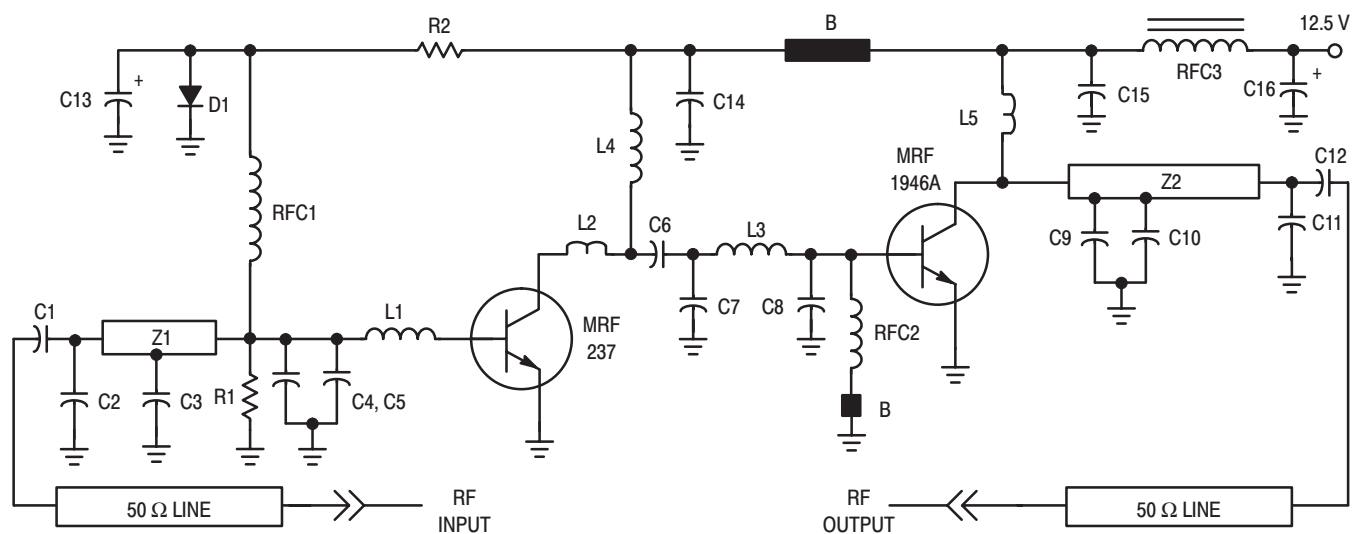 R2
B
12.5 V
RFC3
C13
+
D1
C14
C15
C16
+
L5
L4
MRF
1946A
C12
Z2
RFC1
L2
C6
L3
C9
C10
C11
C1
Z1
L1
MRF
237
C7
C8
RFC2
C2
C3
R1
C4, C5
B
50 Ω LINE
RF
INPUT
RF
OUTPUT
50 Ω LINE